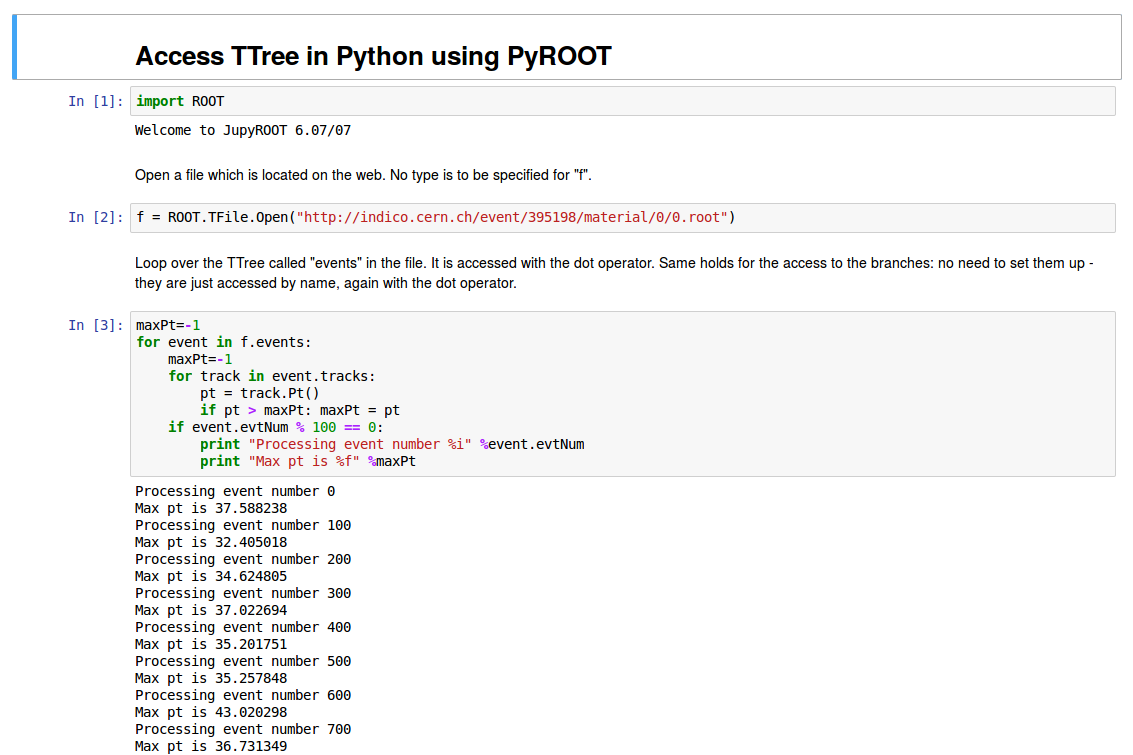 Access TTree in Python using PyROOT
In [1]: import ROOT
Welcome to JupyROOT 6.07/07
Open a file which is located on the web. No type is to be specified for "f".
In [2]: f = ROOT.TFile.Open("http://indico.cern.ch/event/395198/material/0/0.root")
Loop over the TTree called "events" in the file. It is accessed with the dot operator. Same holds for the access to the branches: no need to set them up -
they are just accessed by name, again with the dot operator.
In [3]: maxPt=-1
for event in f.events:
    maxPt=-1
    for track in event.tracks:
        pt = track.Pt()
        if pt > maxPt: maxPt = pt
    if event.evtNum % 100 == 0:
        print "Processing event number %i" %event.evtNum
        print "Max pt is %f" %maxPt
Processing event number 0
Max pt is 37.588238
Processing event number 100
Max pt is 32.405018
Processing event number 200
Max pt is 34.624805
Processing event number 300
Max pt is 37.022694
Processing event number 400
Max pt is 35.201751
Processing event number 500
Max pt is 35.257848
Processing event number 600
Max pt is 43.020298
Processing event number 700
Max pt is 36.731349